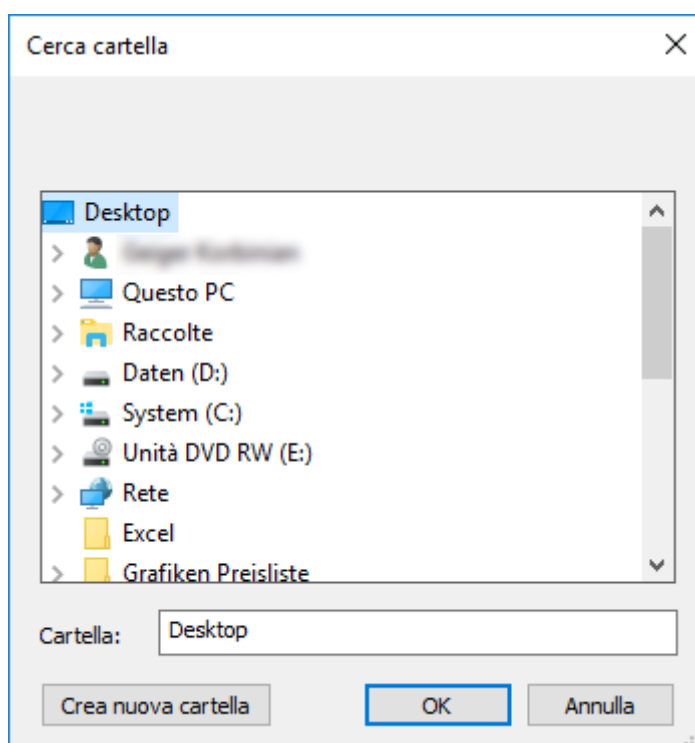 Cerca cartella
Desktop
Questo PC
Raccolte
Daten (D:)
System (C:)
Unità DVD RW (E:)
Rete
Excel
Grafiken Preisliste
Cartella: Desktop
Crea nuova cartella OK Annulla